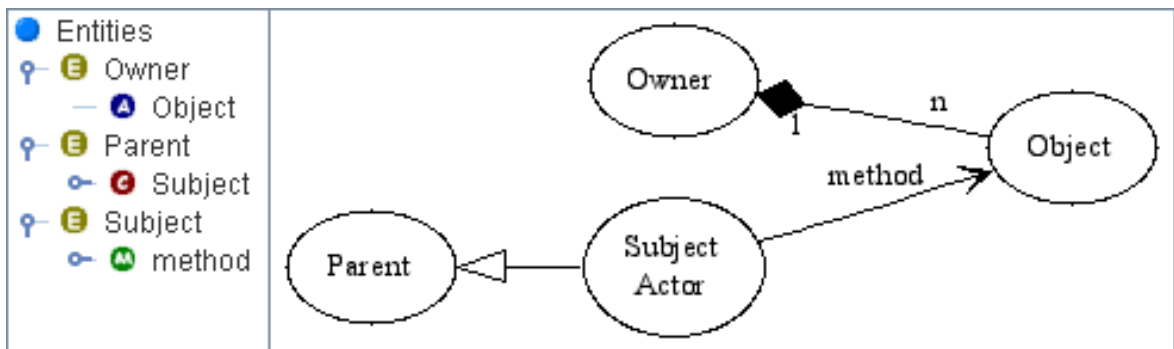 Entities
E Owner
A Object
E Parent
C Subject
E Subject
M method
Owner
1
n
Object
method
Parent
Subject
Actor